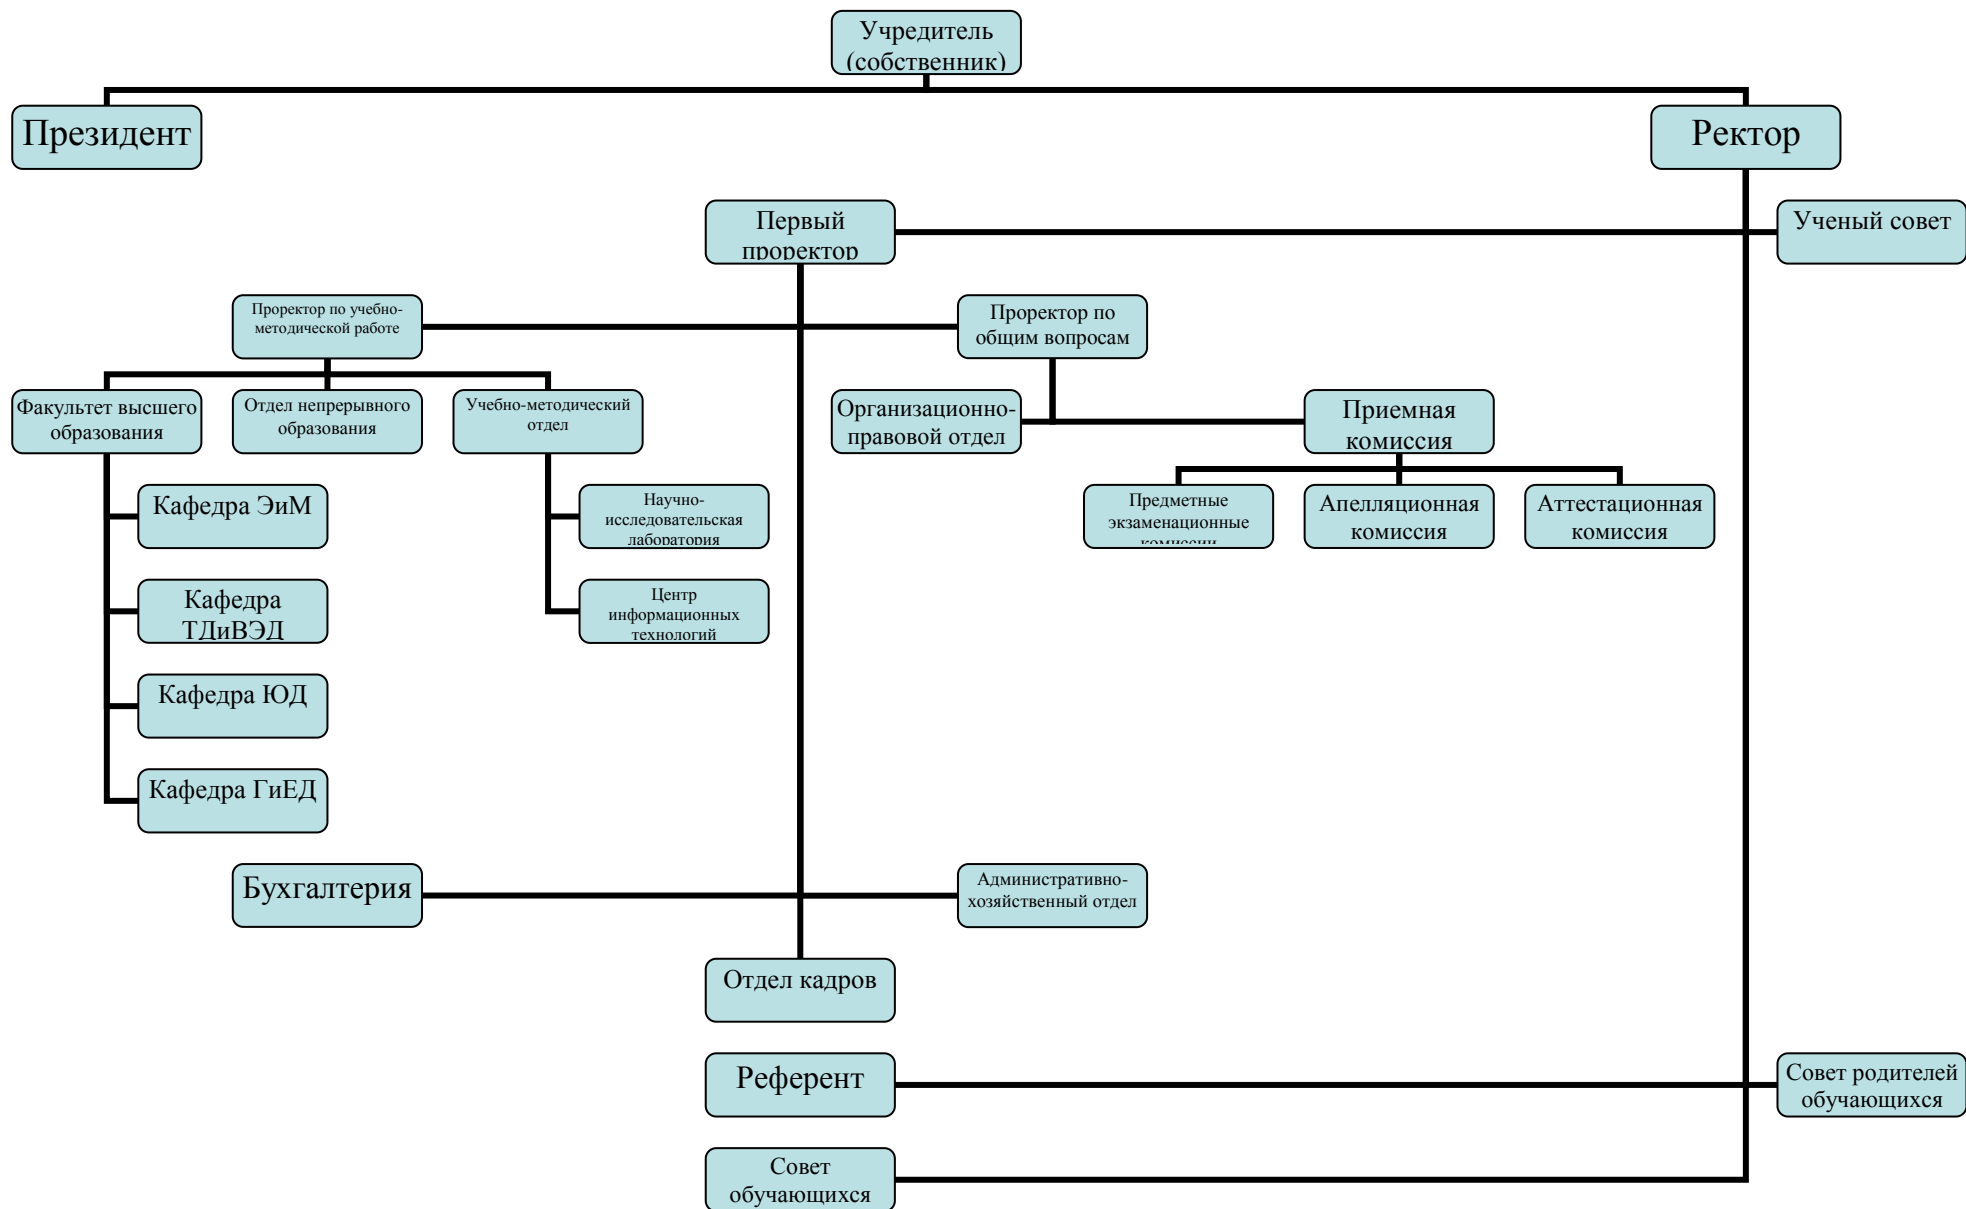 Учредитель
(собственник)
Президент
Ректор
Первый
проректор
Ученый совет
Проректор по учебно-
методической работе
Проректор по
общим вопросам
Факультет высшего
образования
Отдел непрерывного
образования
Учебно-методический
отдел
Организационно-
правовой отдел
Приемная
комиссия
Кафедра ЭиМ
Научно-
исследовательская
лаборатория
Предметные
экзаменационные
комиссии
Апелляционная
комиссия
Аттестационная
комиссия
Кафедра
ТДиВЭД
Центр
информационных
технологий
Кафедра ЮД
Кафедра ГиЕД
Бухгалтерия
Административно-
хозяйственный отдел
Отдел кадров
Референт
Совет родителей
обучающихся
Совет
обучающихся